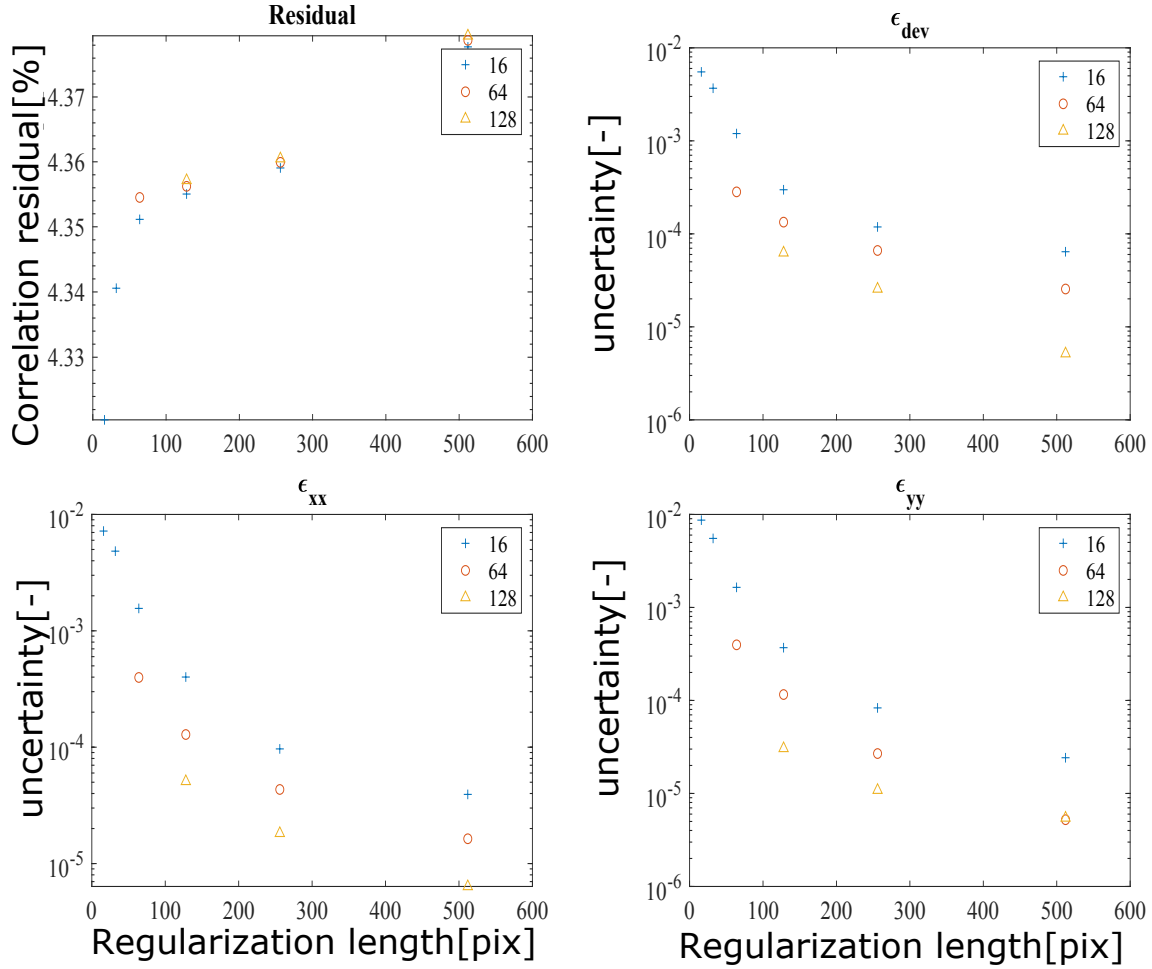 Residual
Correlation residual[%]
4.37
4.36
4.35
4.34
4.33
0 100 200 300 400 500 600
16
64
128
ϵdev
uncertainty[-]
10-2
10-3
10-4
10-5
10-6
0 100 200 300 400 500 600
16
64
128
ϵxx
uncertainty[-]
10-2
10-3
10-4
10-5
0 100 200 300 400 500 600
Regularization length[pix]
16
64
128
ϵyy
uncertainty[-]
10-2
10-3
10-4
10-5
10-6
0 100 200 300 400 500 600
Regularization length[pix]
16
64
128